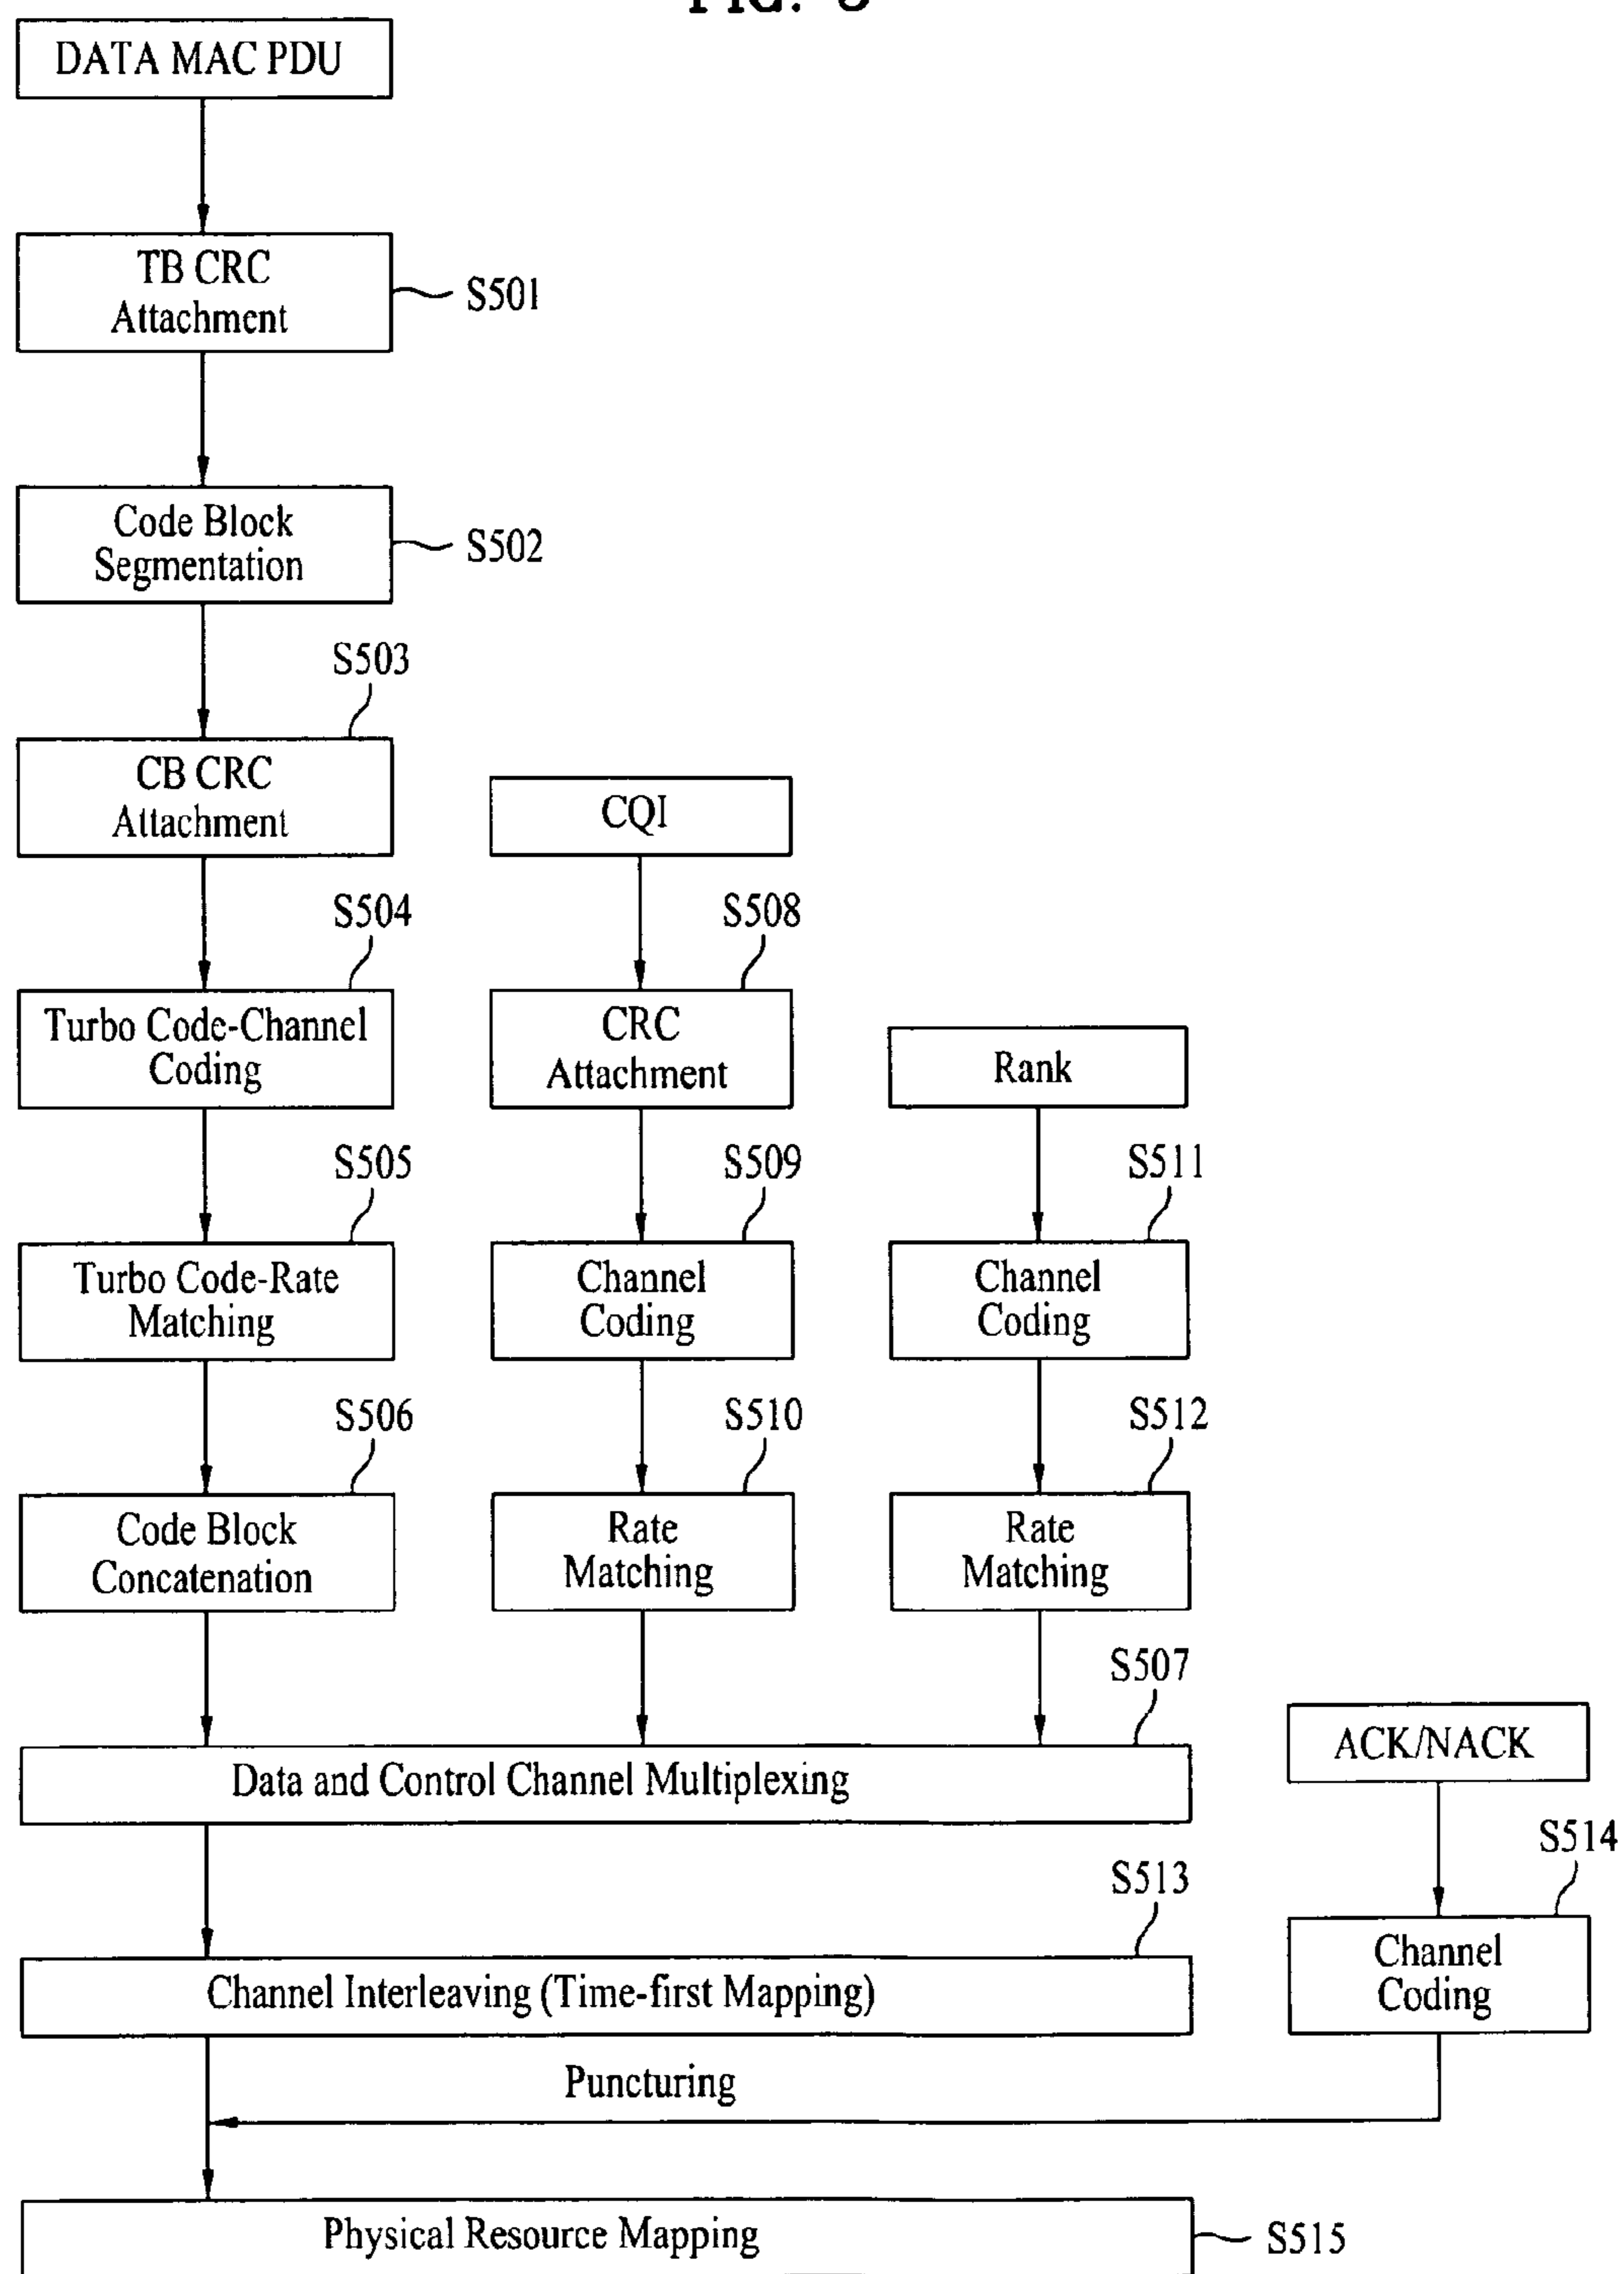 DATA MAC PDU
TB CRC
Attachment
S501
Code Block
Segmentation
S502
S503
CB CRC
Attachment
CQI
S504
S508
Turbo Code-Channel
Coding
CRC
Attachment
Rank
S505
S509
S511
Turbo Code-Rate
Matching
Channel
Coding
Channel
Coding
S506
S510
S512
Code Block
Concatenation
Rate
Matching
Rate
Matching
S507
Data and Control Channel Multiplexing
ACK/NACK
S514
S513
Channel Interleaving (Time-first Mapping)
Channel
Coding
Puncturing
Physical Resource Mapping
S515